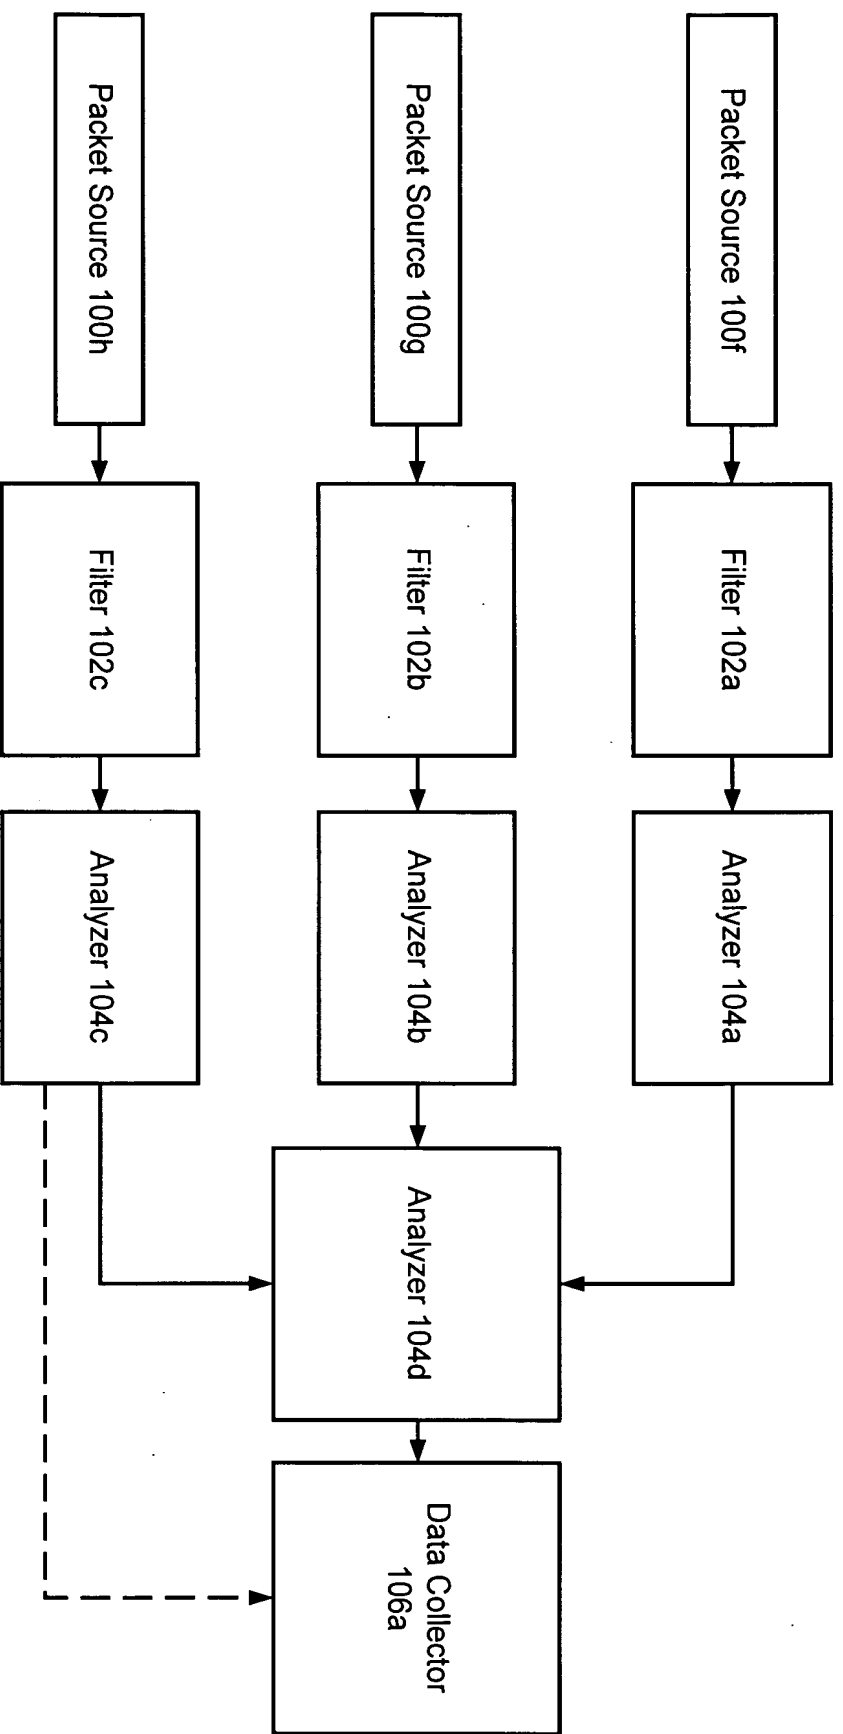 Packet Source 100f
Filter 102a
Analyzer 104a
Packet Source 100g
Filter 102b
Analyzer 104b
Analyzer 104d
Data Collector
106a
Packet Source 100h
Filter 102c
Analyzer 104c